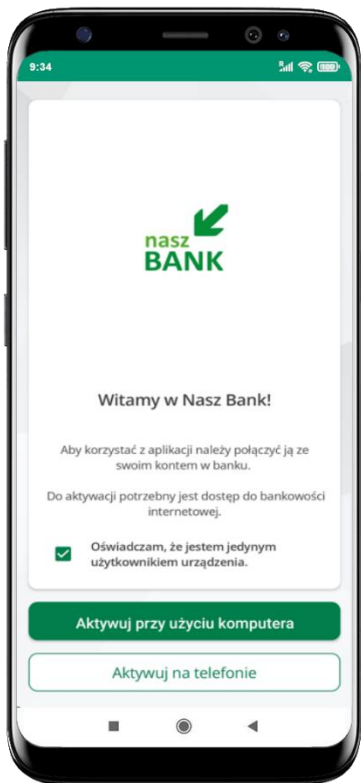 9:34
nasz
BANK
Witamy w Nasz Bank!
Aby korzystać z aplikacji należy połączyć ją ze
swoim kontem w banku.
Do aktywacji potrzebny jest dostęp do bankowości
internetowej.
Oświadczam, że jestem jedynym
użytkownikiem urządzenia.
Aktywuj przy użyciu komputera
Aktywuj na telefonie